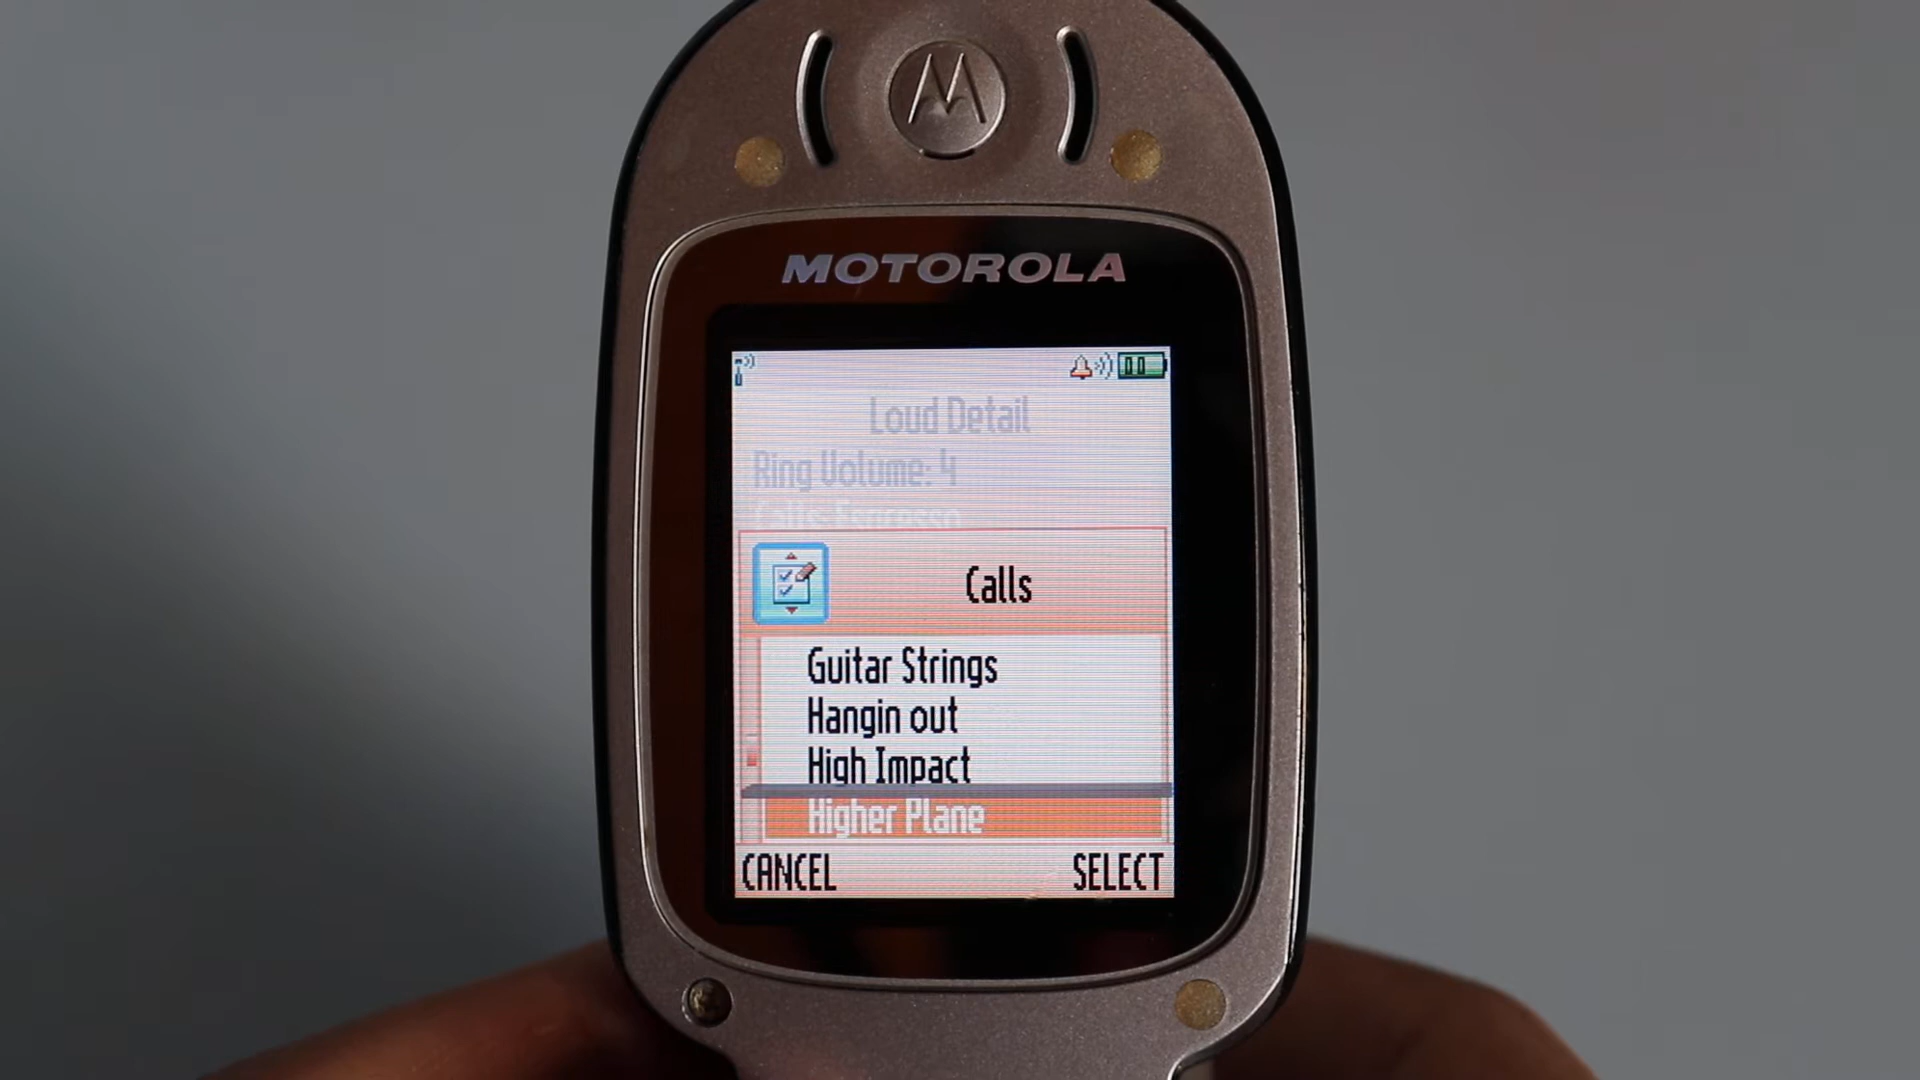 MOTOROLA
Loud Detail
Ring Volume: 4
Calls
Guitar Strings
Hangin out
High Impact
Higher Plane
CANCEL
SELECT